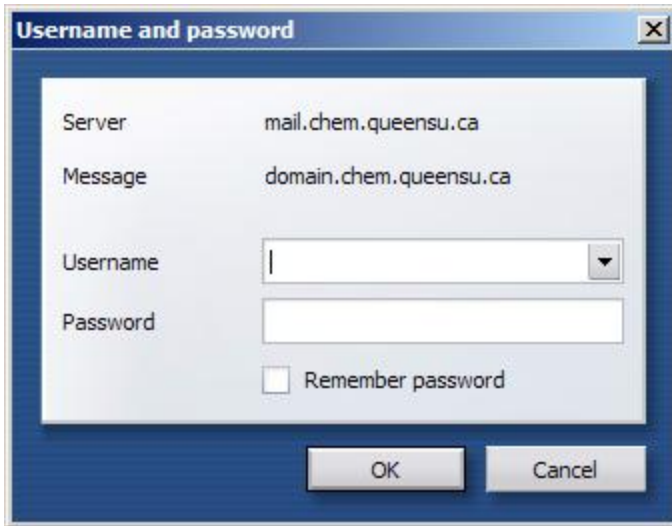 Username and password
Server mail.chem.queensu.ca
Message domain.chem.queensu.ca
Username
Password
Remember password
OK Cancel